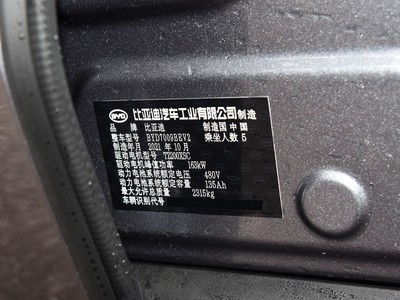 BYD 比亚迪汽车工业有限公司 制造
品牌 比亚迪 制造国 中国
整车型号 BYD7009BEV2 乘坐人数 5
制造年月 2021 年 10 月
驱动电机型号 TZ200XSC
驱动电机峰值功率 163kW
动力电池系统额定电压 480V
动力电池系统额定容量 135Ah
最大允许总质量 2315kg
车辆识别代号